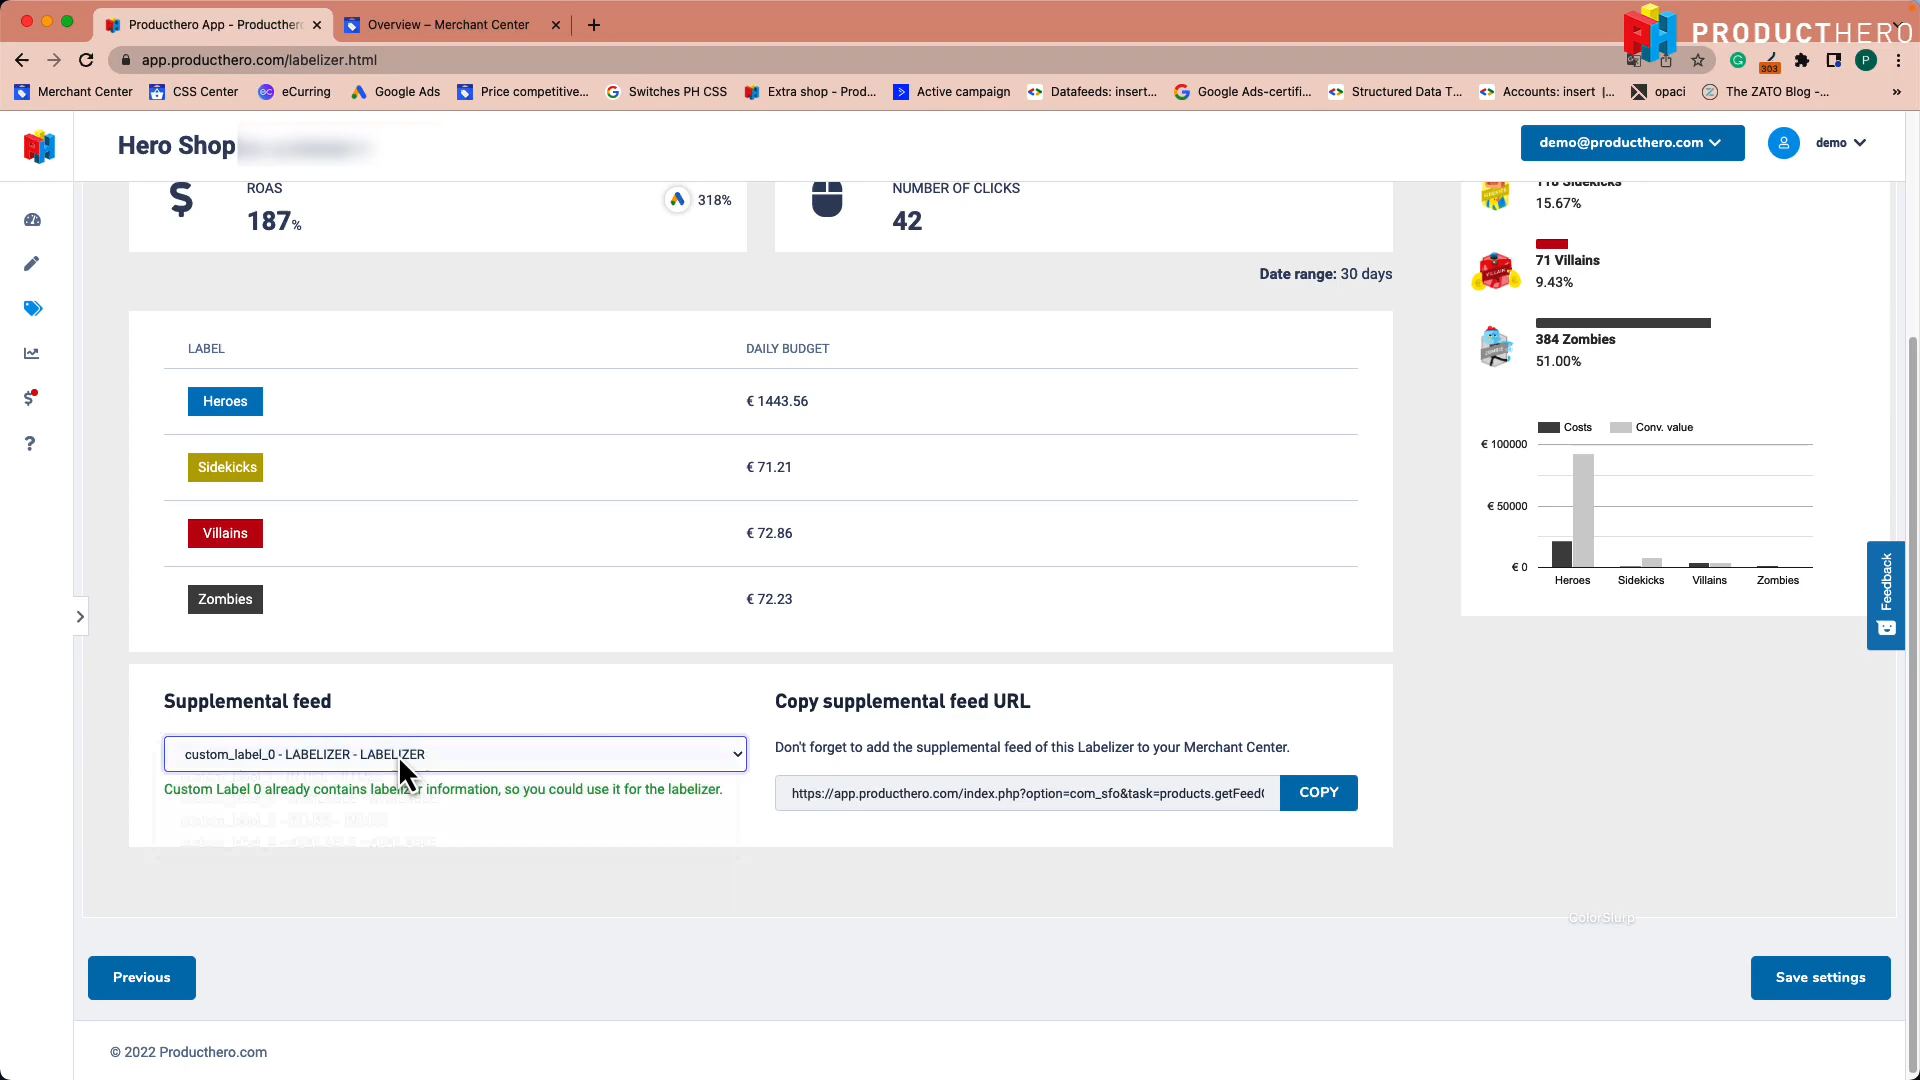 Producthero App - Producther
Overview – Merchant Center
PRODUCTHERO
app.producthero.com/labelizer.html
303
P
Merchant Center
CSS Center
eCurring
Google Ads
Price competitive...
Switches PH CSS
Extra shop - Prod...
Active campaign
Datafeeds: insert...
Google Ads-certifi...
Structured Data T...
Accounts: insert |...
opaci
The ZATO Blog -...
Hero Shop
demo@producthero.com
demo
ROAS
187%
318%
NUMBER OF CLICKS
42
118 Sidekicks
15.67%
71 Villains
9.43%
384 Zombies
51.00%
Date range: 30 days
LABEL
DAILY BUDGET
Heroes
€ 1443.56
Sidekicks
€ 71.21
Villains
€ 72.86
Zombies
€ 72.23
Costs
Conv. value
€ 100000
€ 50000
€ 0
Heroes
Sidekicks
Villains
Zombies
Feedback
Supplemental feed
custom_label_0 - LABELIZER - LABELIZER
Custom Label 0 already contains labelizer information, so you could use it for the labelizer.
Copy supplemental feed URL
Don't forget to add the supplemental feed of this Labelizer to your Merchant Center.
https://app.producthero.com/index.php?option=com_sfo&task=products.getFeed
COPY
ColorSlurp
Previous
Save settings
© 2022 Producthero.com